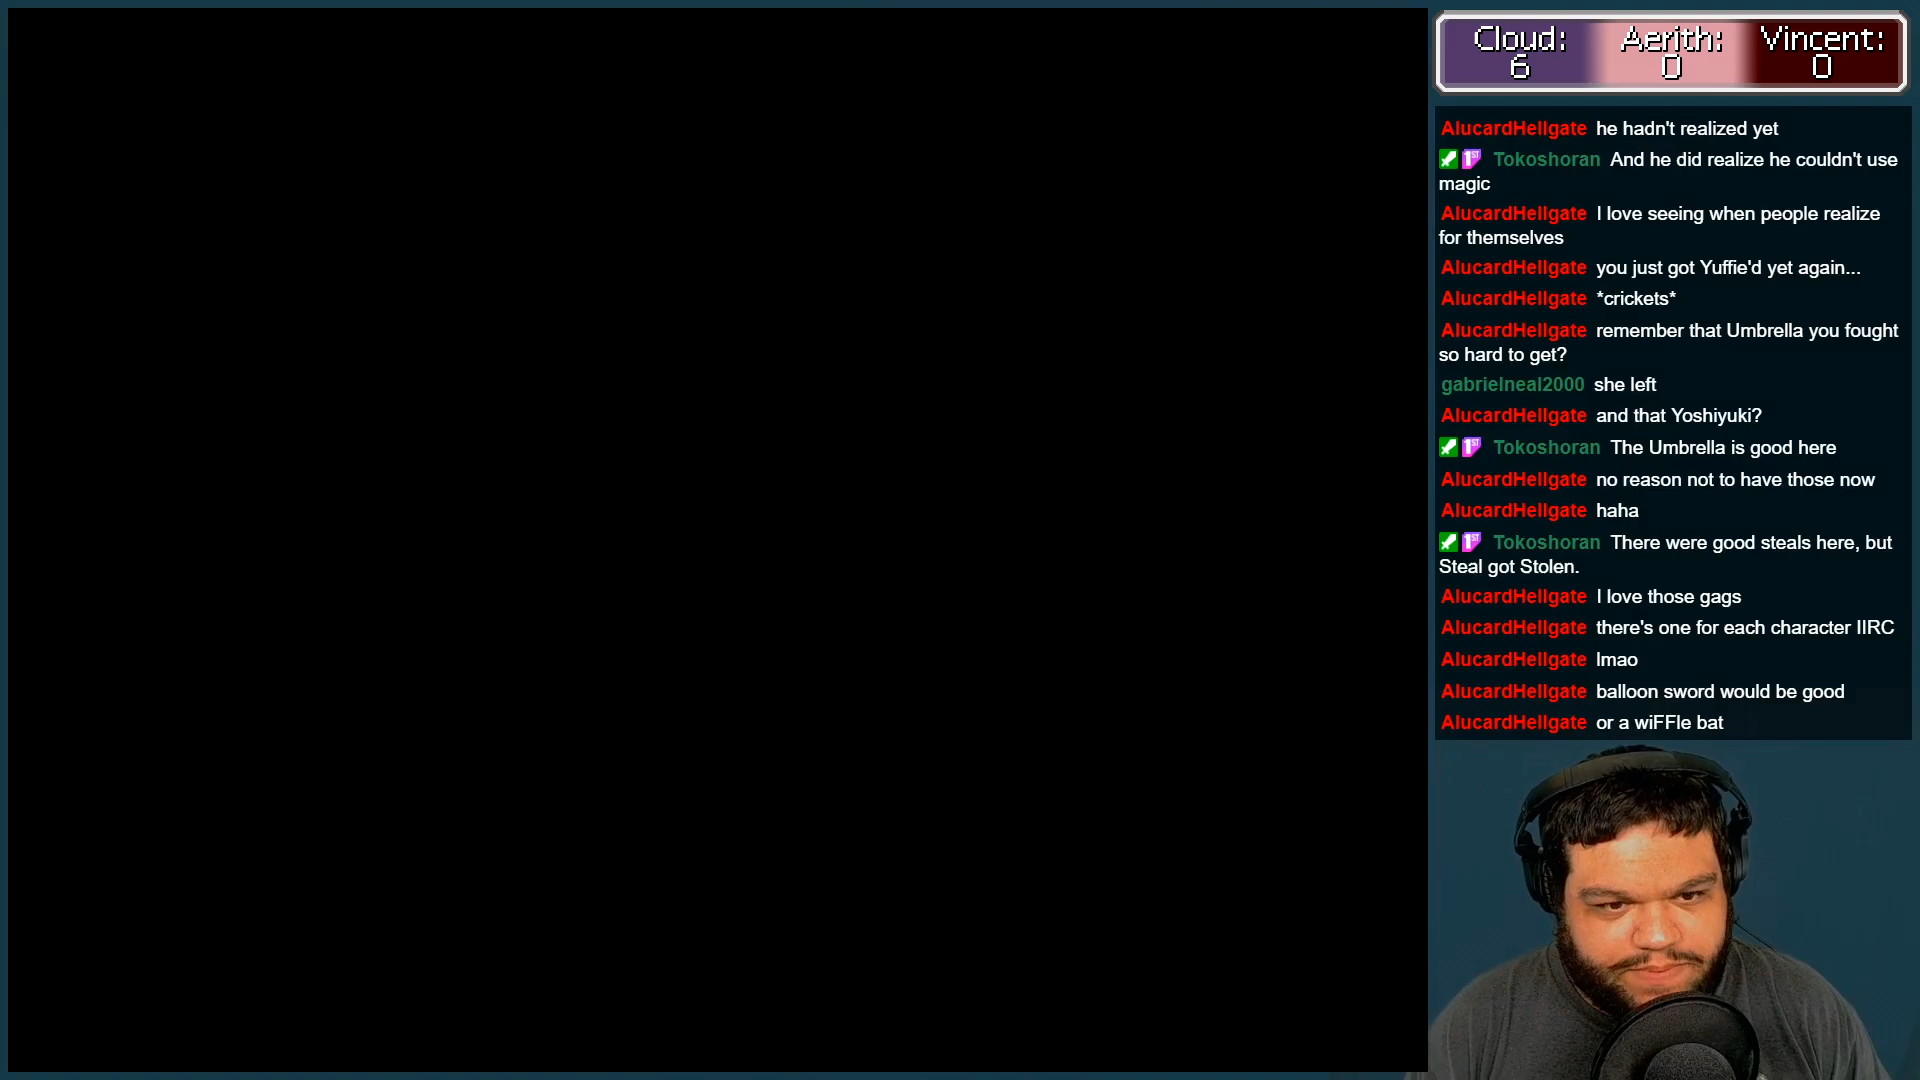 Cloud: Aerith: Vincent:
6 0 0
AlucardHellgate he hadn't realized yet
1ST Tokoshoran And he did realize he couldn't use
magic
AlucardHellgate I love seeing when people realize
for themselves
AlucardHellgate you just got Yuffie'd yet again...
AlucardHellgate *crickets*
AlucardHellgate remember that Umbrella you fought
so hard to get?
gabrielneal2000 she left
AlucardHellgate and that Yoshiyuki?
1ST Tokoshoran The Umbrella is good here
AlucardHellgate no reason not to have those now
AlucardHellgate haha
1ST Tokoshoran There were good steals here, but
Steal got Stolen.
AlucardHellgate I love those gags
AlucardHellgate there's one for each character IIRC
AlucardHellgate lmao
AlucardHellgate balloon sword would be good
AlucardHellgate or a wiFFle bat